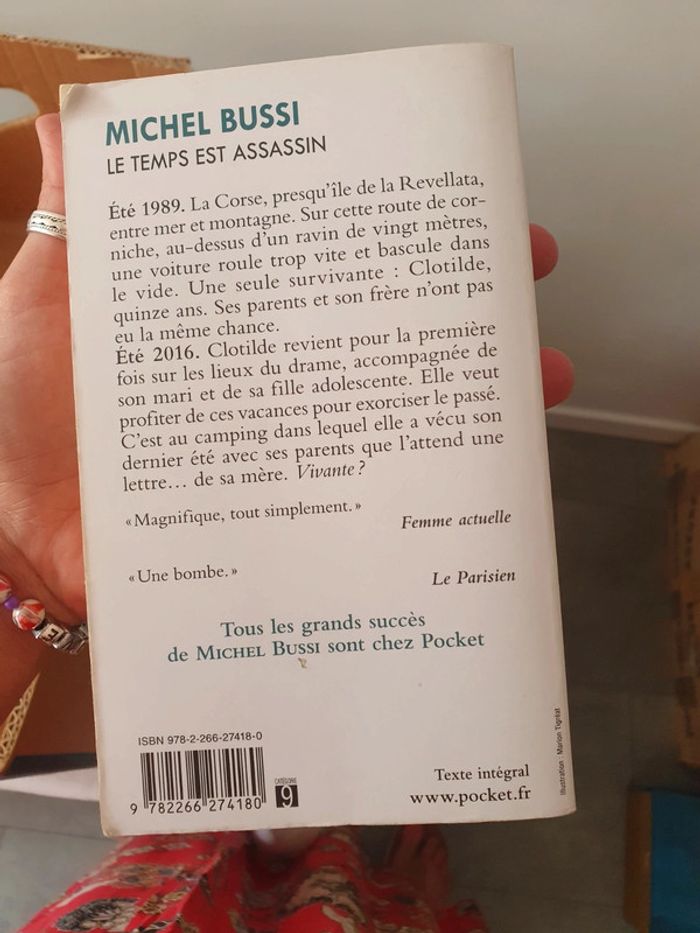 MICHEL BUSSI
LE TEMPS EST ASSASSIN
Été 1989. La Corse, presqu'île de la Revellata,
entre mer et montagne. Sur cette route de cor-
niche, au-dessus d'un ravin de vingt mètres,
une voiture roule trop vite et bascule dans
le vide. Une seule survivante : Clotilde,
quinze ans. Ses parents et son frère n'ont pas
eu la même chance.
Été 2016. Clotilde revient pour la première
fois sur les lieux du drame, accompagnée de
son mari et de sa fille adolescente. Elle veut
profiter de ces vacances pour exorciser le passé.
C'est au camping dans lequel elle a vécu son
dernier été avec ses parents que l'attend une
lettre… de sa mère. Vivante ?
« Magnifique, tout simplement. »
Femme actuelle
« Une bombe. »
Le Parisien
Tous les grands succès
de MICHEL BUSSI sont chez Pocket
ISBN 978-2-266-27418-0
9 782266 274180
CATÉGORIE
9
Texte intégral
www.pocket.fr
Illustration : Marion Tigréat